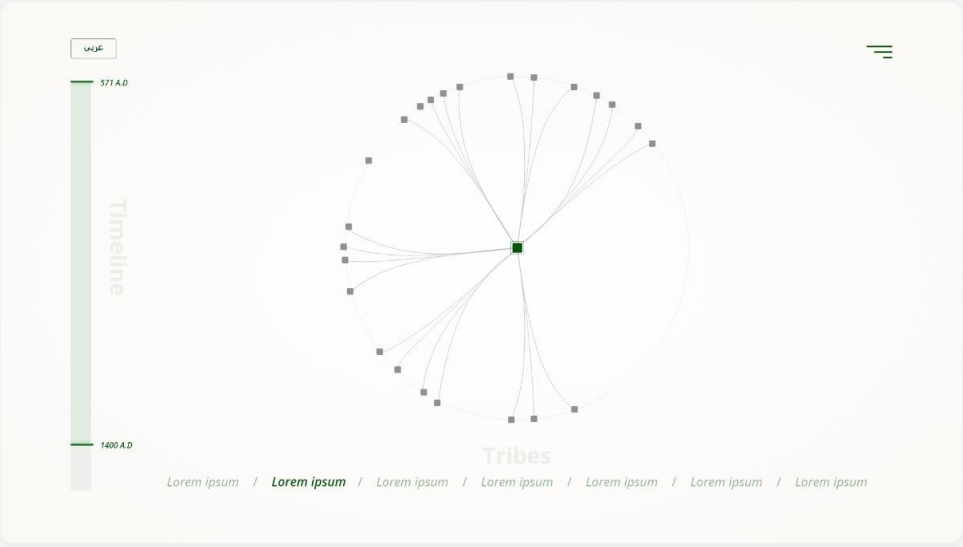 عربى
571 A.D
Timeline
1400 A.D
Tribes
Lorem ipsum / Lorem ipsum / Lorem ipsum / Lorem ipsum / Lorem ipsum / Lorem ipsum / Lorem ipsum